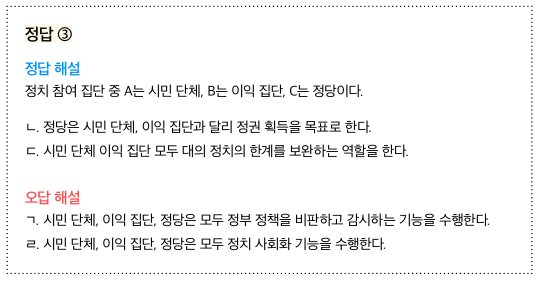 정답 ③
정답 해설
정치 참여 집단 중 A는 시민 단체, B는 이익 집단, C는 정당이다.
ㄴ. 정당은 시민 단체, 이익 집단과 달리 정권 획득을 목표로 한다.
ㄷ. 시민 단체 이익 집단 모두 대의 정치의 한계를 보완하는 역할을 한다.
오답 해설
ㄱ. 시민 단체, 이익 집단, 정당은 모두 정부 정책을 비판하고 감시하는 기능을 수행한다.
ㄹ. 시민 단체, 이익 집단, 정당은 모두 정치 사회화 기능을 수행한다.